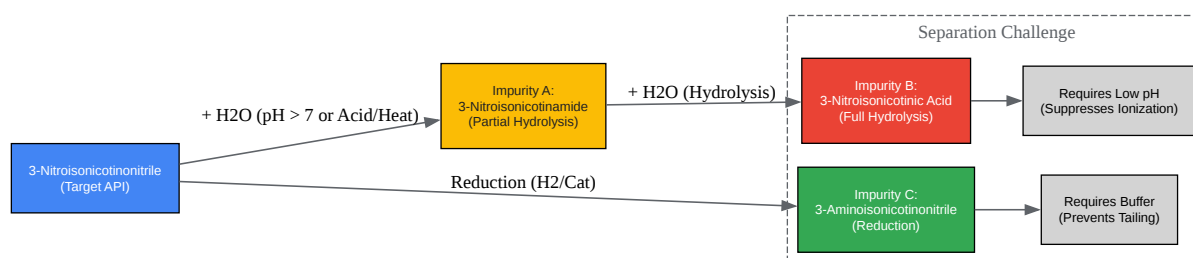 Separation Challenge
+ H2O (pH > 7 or Acid/Heat)
+ H2O (Hydrolysis)
Reduction (H2/Cat)
3-Nitroisonicotinonitrile
(Target API)
Impurity A:
3-Nitroisonicotinamide
(Partial Hydrolysis)
Impurity B:
3-Nitroisonicotinic Acid
(Full Hydrolysis)
Requires Low pH
(Suppresses Ionization)
Impurity C:
3-Aminoisonicotinonitrile
(Reduction)
Requires Buffer
(Prevents Tailing)